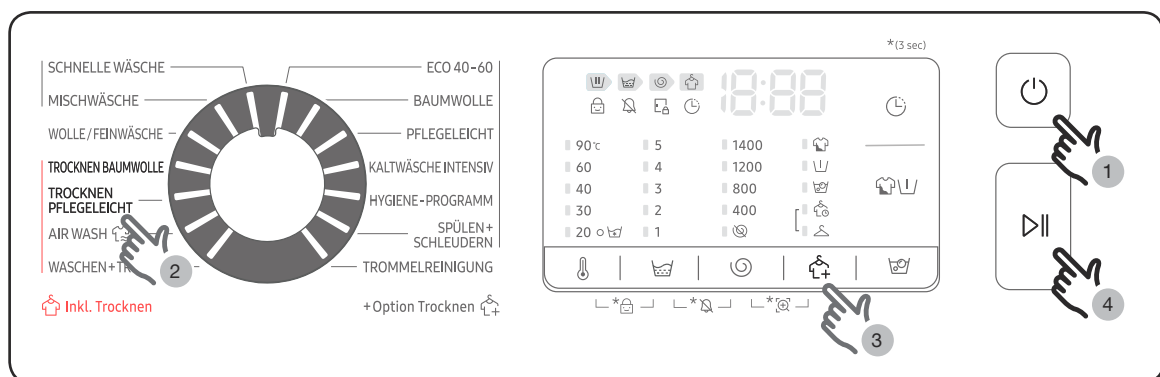 *(3 sec)
SCHNELLE WÄSCHE
ECO 40-60
18:88
MISCHWÄSCHE
BAUMWOLLE
WOLLE/FEINWÄSCHE
PFLEGELEICHT
90°c 5 1400
TROCKNEN BAUMWOLLE
KALTWÄSCHE INTENSIV
60 4 1200
1
TROCKNEN
PFLEGELEICHT
HYGIENE-PROGRAMM
40 3 800
30 2 400
AIR WASH
SPÜLEN+
SCHLEUDERN
20 1
WASCHEN+
2
TROMMELREINIGUNG
4
Inkl. Trocknen
+Option Trocknen
* * *
3